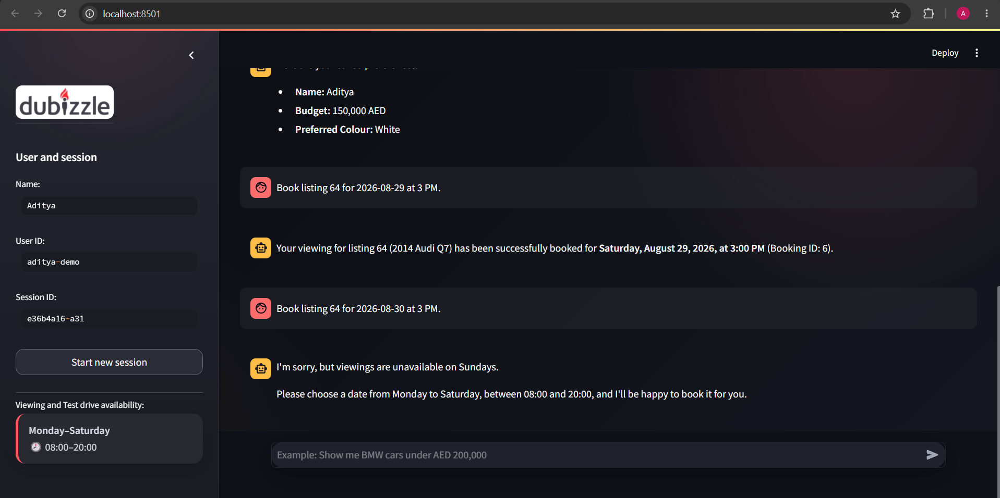 localhost:8501
A
Deploy
dubizzle
User and session
Name:
Aditya
User ID:
aditya-demo
Session ID:
e36b4a16-a31
Start new session
Viewing and Test drive availability:
Monday–Saturday
08:00–20:00
Name: Aditya
Budget: 150,000 AED
Preferred Colour: White
Book listing 64 for 2026-08-29 at 3 PM.
Your viewing for listing 64 (2014 Audi Q7) has been successfully booked for Saturday, August 29, 2026, at 3:00 PM (Booking ID: 6).
Book listing 64 for 2026-08-30 at 3 PM.
I'm sorry, but viewings are unavailable on Sundays.
Please choose a date from Monday to Saturday, between 08:00 and 20:00, and I'll be happy to book it for you.
Example: Show me BMW cars under AED 200,000